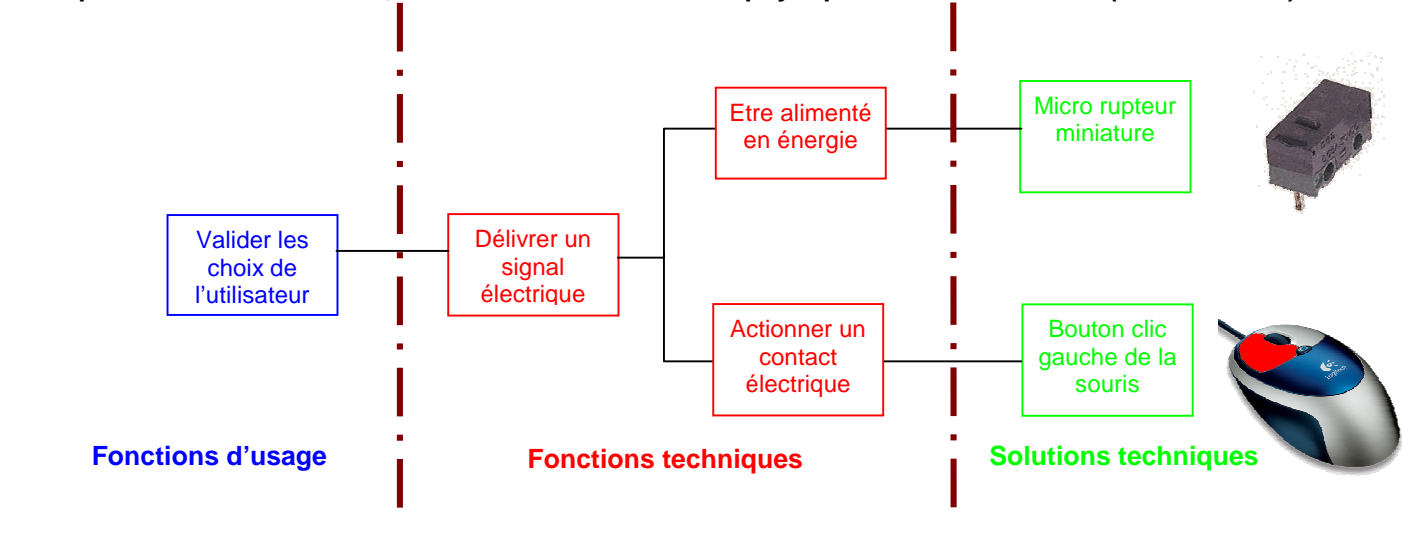 Etre alimenté
en énergie
Micro rupteur
miniature
Valider les
choix de
l’utilisateur
Délivrer un
signal
électrique
Actionner un
contact
électrique
Bouton clic
gauche de la
souris
Logitech
Fonctions d’usage
Fonctions techniques
Solutions techniques